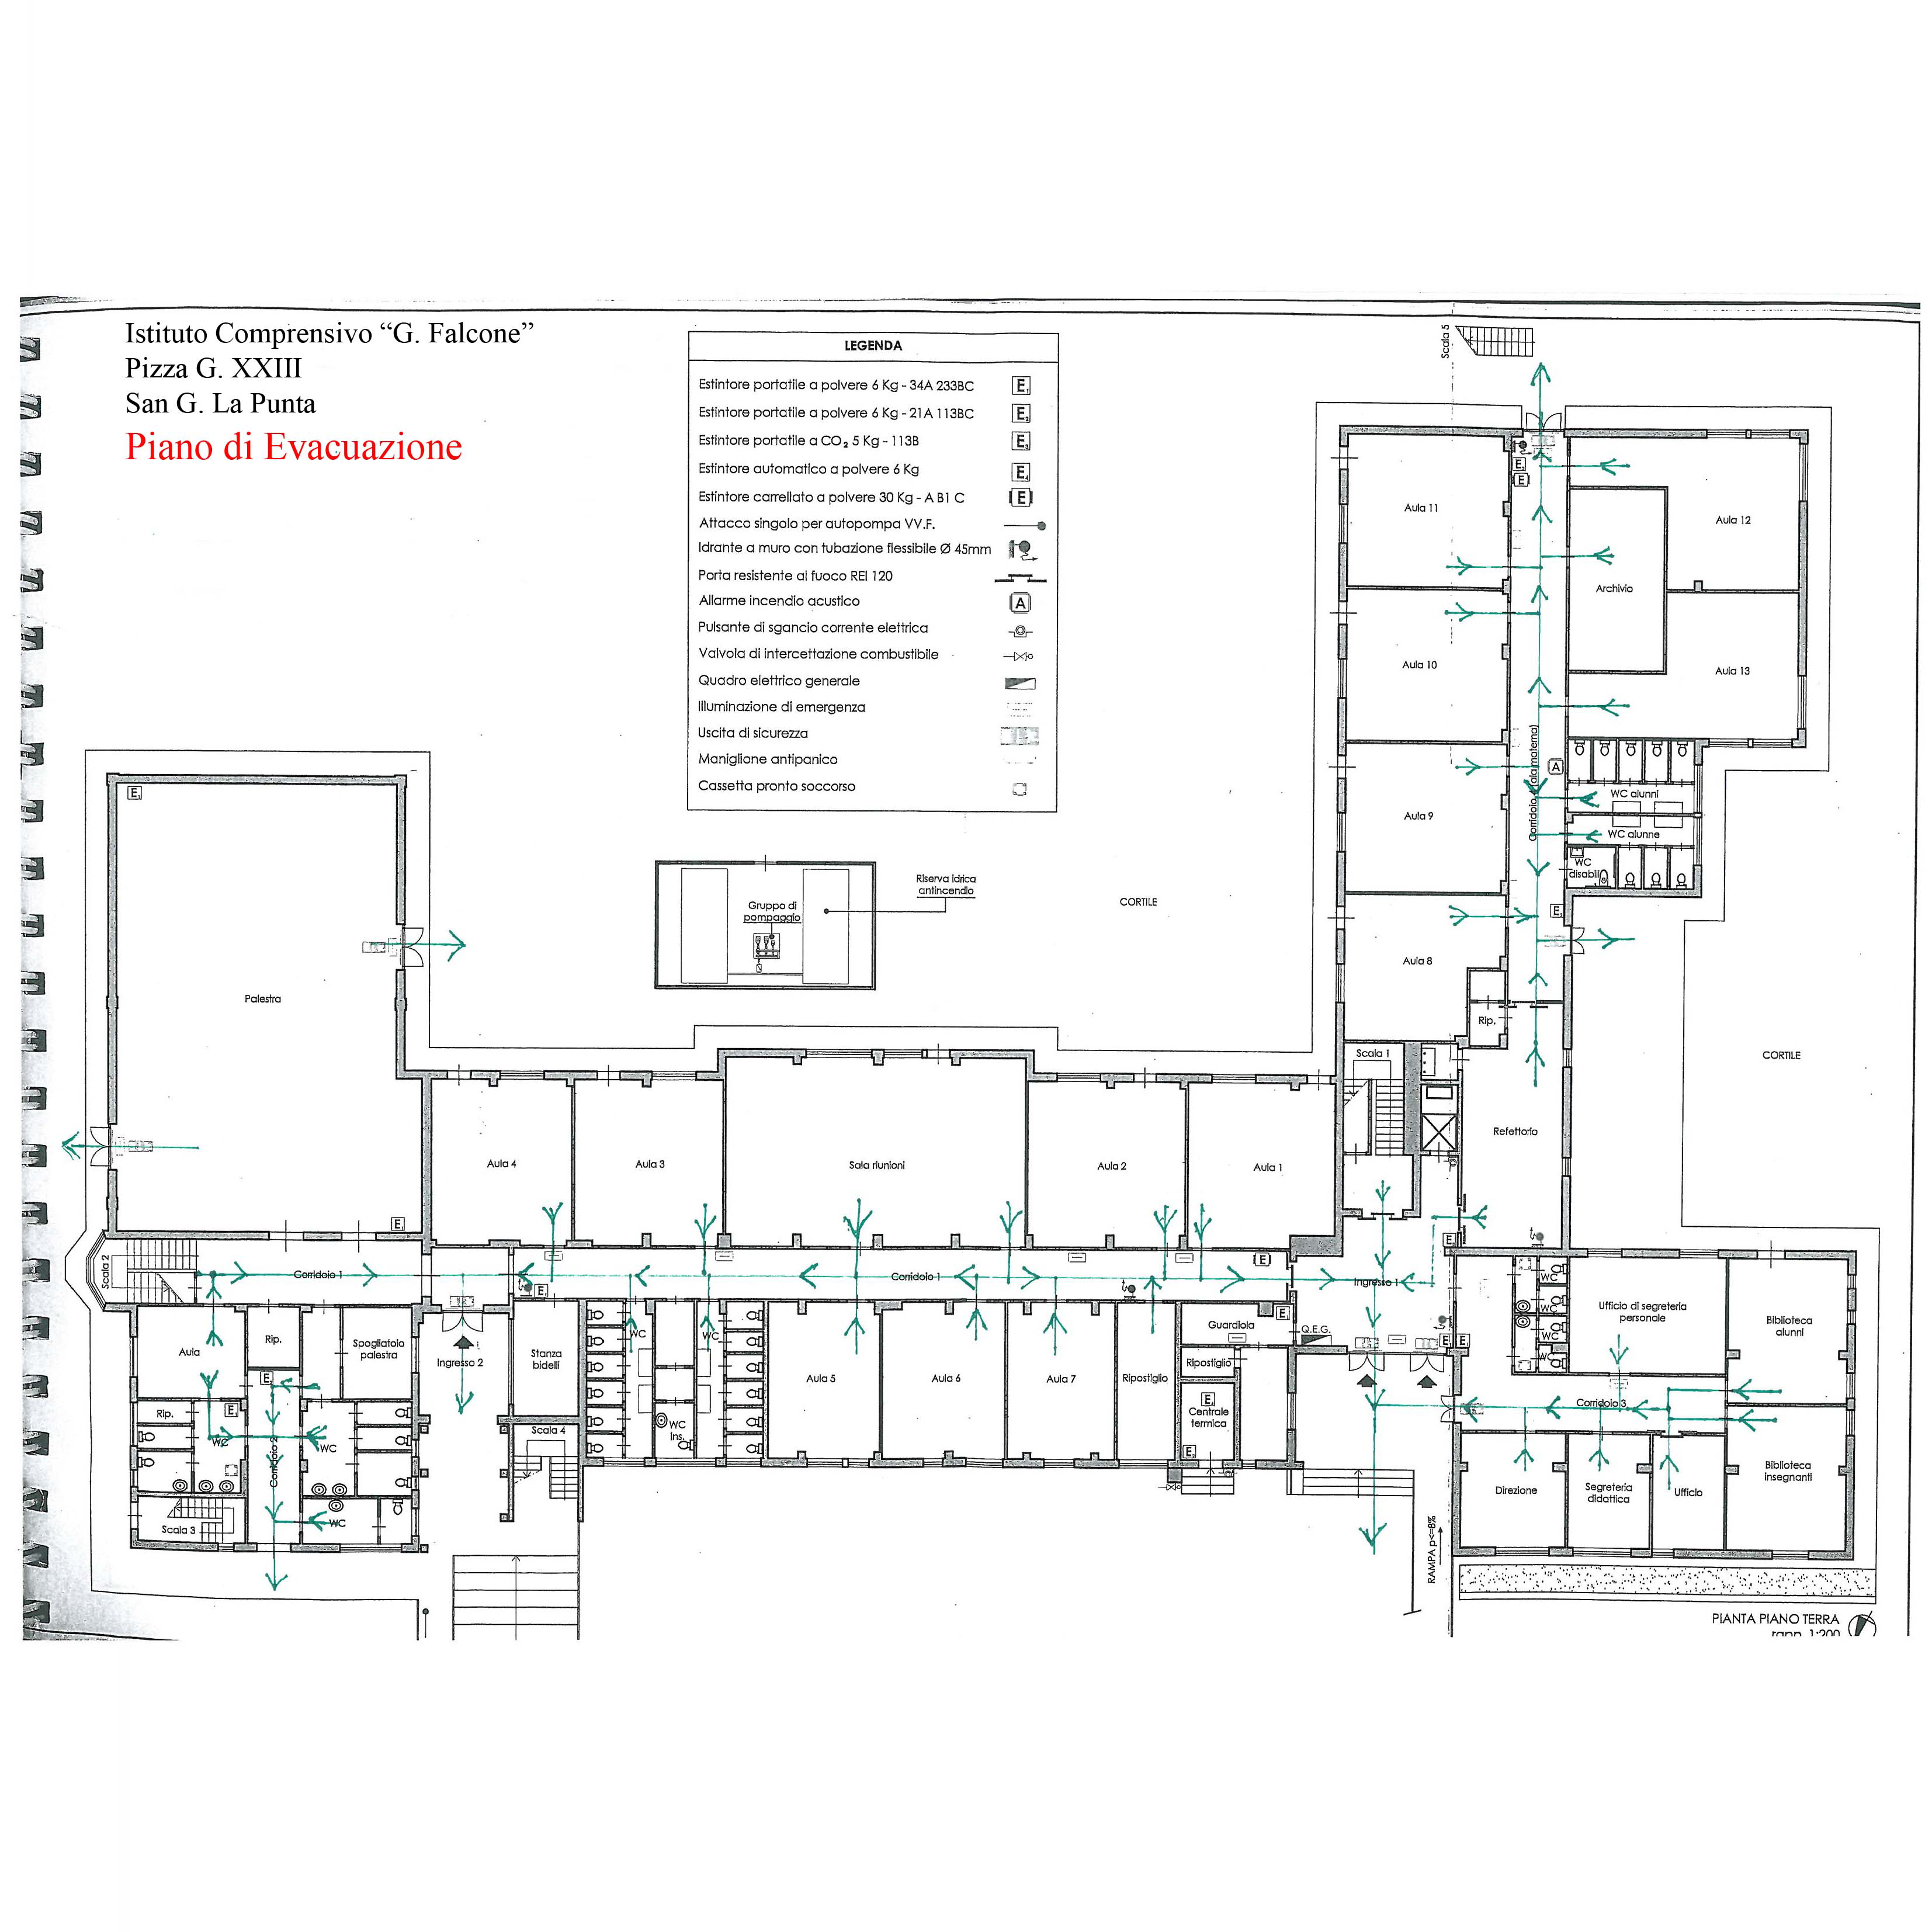 Istituto Comprensivo “G. Falcone”
Pizza G. XXIII
San G. La Punta
Piano di Evacuazione
LEGENDA
Estintore portatile a polvere 6 Kg - 34A 233BC E
Estintore portatile a polvere 6 Kg - 21A 113BC E
Estintore portatile a CO₂ 5 Kg - 113B E
Estintore automatico a polvere 6 Kg E
Estintore carrellato a polvere 30 Kg - A B1 C E
Attacco singolo per autopompa VV.F.
Idrante a muro con tubazione flessibile Ø 45mm
Porta resistente al fuoco REI 120
Allarme incendio acustico A
Pulsante di sgancio corrente elettrica
Valvola di intercettazione combustibile
Quadro elettrico generale
Illuminazione di emergenza
Uscita di sicurezza
Maniglione antipanico
Cassetta pronto soccorso
Scala 5
Aula 11
Aula 12
Archivio
Aula 10
Aula 13
Aula 9
A
WC alunni
WC alunne
WC
disabili
Aula 8
Rip.
CORTILE
CORTILE
Riserva idrica
antincendio
Gruppo di
pompaggio
Palestra
Scala 1
Refettorio
Aula 4
Aula 3
Sala riunioni
Aula 2
Aula 1
Scala 2
Corridoio 1
Corridoio 1
Ingresso 1
Aula
Rip.
Spogliatoio
palestra
Ingresso 2
Stanza
bidelli
WC
WC
WC
ins.
Aula 5
Aula 6
Aula 7
Ripostiglio
Guardiola
Q.E.G.
Ripostiglio
Centrale
termica
WC
WC
WC
WC
Ufficio di segreteria
personale
Biblioteca
alunni
Corridoio 3
Direzione
Segreteria
didattica
Ufficio
Biblioteca
insegnanti
Rip.
WC
Corridoio 2
WC
WC
Scala 3
Scala 4
RAMPA p<=8%
PIANTA PIANO TERRA
rapp. 1:200